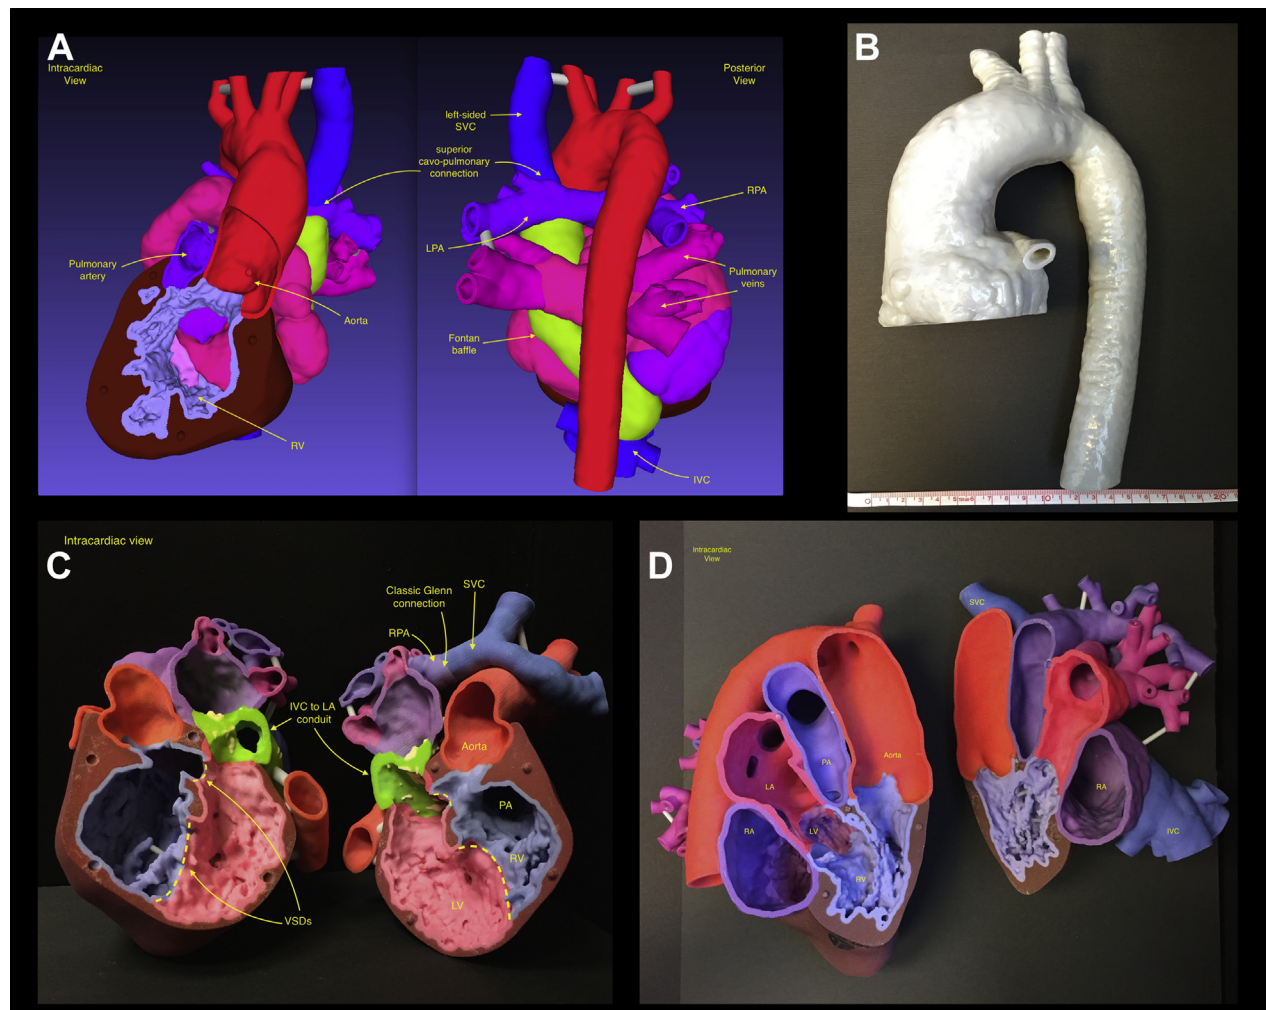 A
Intracardiac
View
Posterior
View
left-sided
SVC
superior
cavo-pulmonary
connection
RPA
LPA
Pulmonary
artery
Pulmonary
veins
Aorta
Fontan
baffle
RV
IVC
B
C
Intracardiac view
Classic Glenn
connection
SVC
RPA
IVC to LA
conduit
Aorta
PA
RV
LV
VSDs
D
Intracardiac
View
SVC
PA
Aorta
LA
RA
LV
RV
RA
IVC